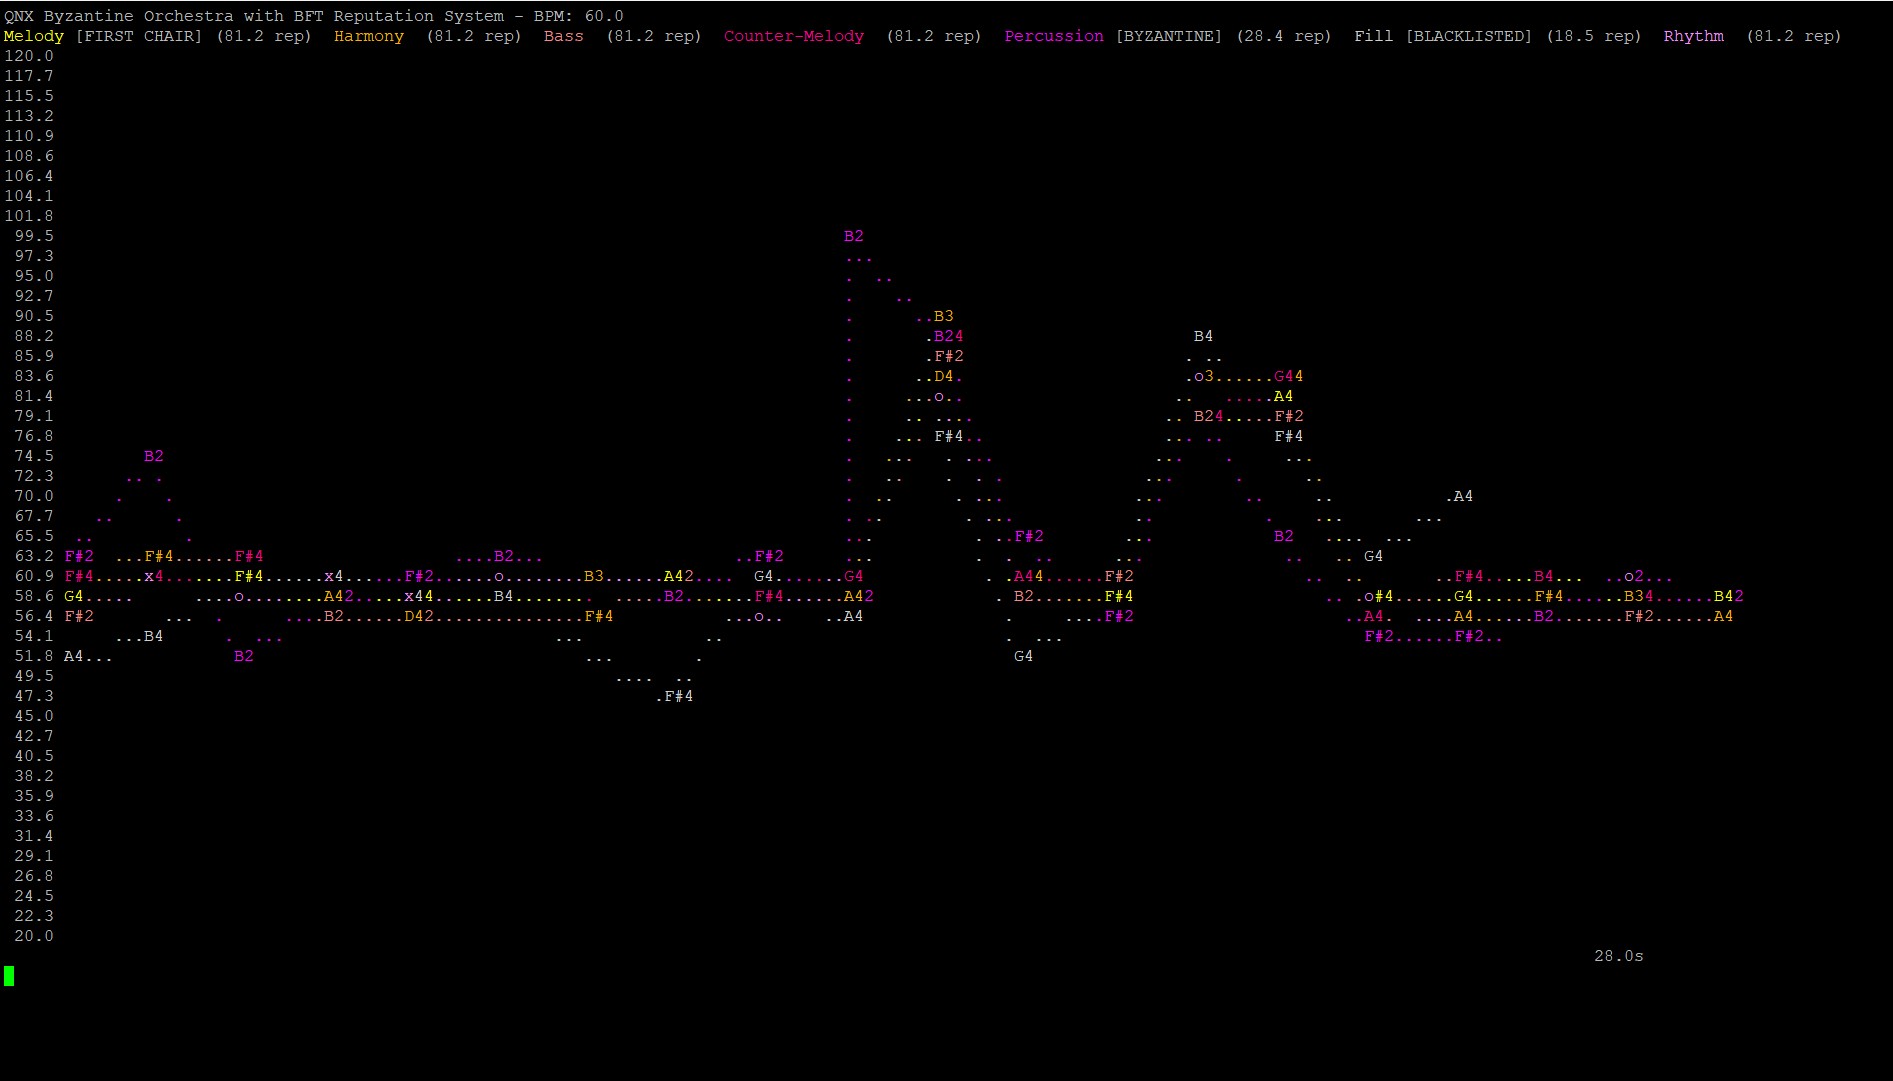 QNX Byzantine Orchestra with BFT Reputation System - BPM: 60.0
Melody [FIRST CHAIR] (81.2 rep)  Harmony  (81.2 rep)  Bass  (81.2 rep)  Counter-Melody  (81.2 rep)  Percussion [BYZANTINE] (28.4 rep)  Fill [BLACKLISTED] (18.5 rep)  Rhythm  (81.2 rep)
120.0
117.7
115.5
113.2
110.9
108.6
106.4
104.1
101.8
99.5 B2
97.3 ...
95.0 . ..
92.7 . ..
90.5 . ..B3
88.2 . .B24 B4
85.9 . .F#2 . ..
83.6 . ..D4. .o3......G44
81.4 . ...o.. .. .....A4
79.1 . .. .... .. B24.....F#2
76.8 . ... F#4.. ... .. F#4
74.5 B2 . ... . ... ... . ...
72.3 .. . . .. . . . ... . ..
70.0 . . . .. . ... ... .. .. .A4
67.7 .. . . .. . ... .. . ... ...
65.5 .. . ... . ..F#2 ... B2 .... ...
63.2 F#2 ...F#4......F#4 ....B2... ..F#2 ... . . .. ... .. .. G4
60.9 F#4.....x4.......F#4......x4......F#2......o........B3......A42.... G4......G4 . .A44......F#2 .. .. ..F#4.....B4... ..o2...
58.6 G4..... ....o........A42.....x44......B4........ .....B2.......F#4......A42 . B2.......F#4 .. .o#4......G4......F#4......B34......B42
56.4 F#2 ... . ....B2......D42...............F#4 ...o.. ..A4 . ....F#2 ..A4. ....A4......B2.......F#2......A4
54.1 ...B4 . ... ... .. . ... F#2......F#2..
51.8 A4... B2 ... . G4
49.5 .... ..
47.3 .F#4
45.0
42.7
40.5
38.2
35.9
33.6
31.4
29.1
26.8
24.5
22.3
20.0
28.0s